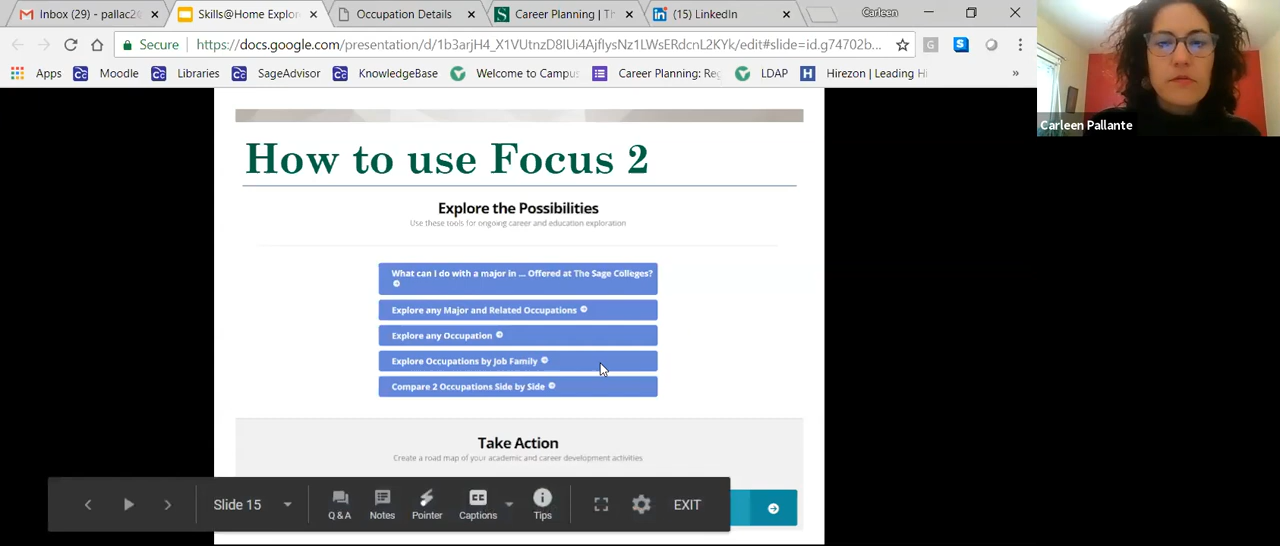 Inbox (29) - pallac2@
Skills@Home Explor
Occupation Details
Career Planning | Th
(15) LinkedIn
Carleen
Secure
https://docs.google.com/presentation/d/1b3arjH4_X1VUtnzD8IUi4AjfIysNz1LWsERdcnL2KYk/edit#slide=id.g74702b...
Apps
Moodle
Libraries
SageAdvisor
KnowledgeBase
Welcome to Campus
Career Planning: Reg
LDAP
Hirezon | Leading Hi
»
Carleen Pallante
How to use Focus 2
Explore the Possibilities
Use these tools for ongoing career and education exploration
What can I do with a major in ... Offered at The Sage Colleges?
Explore any Major and Related Occupations
Explore any Occupation
Explore Occupations by Job Family
Compare 2 Occupations Side by Side
Take Action
Create a road map of your academic and career development activities
Slide 15
Q & A
Notes
Pointer
Captions
Tips
EXIT